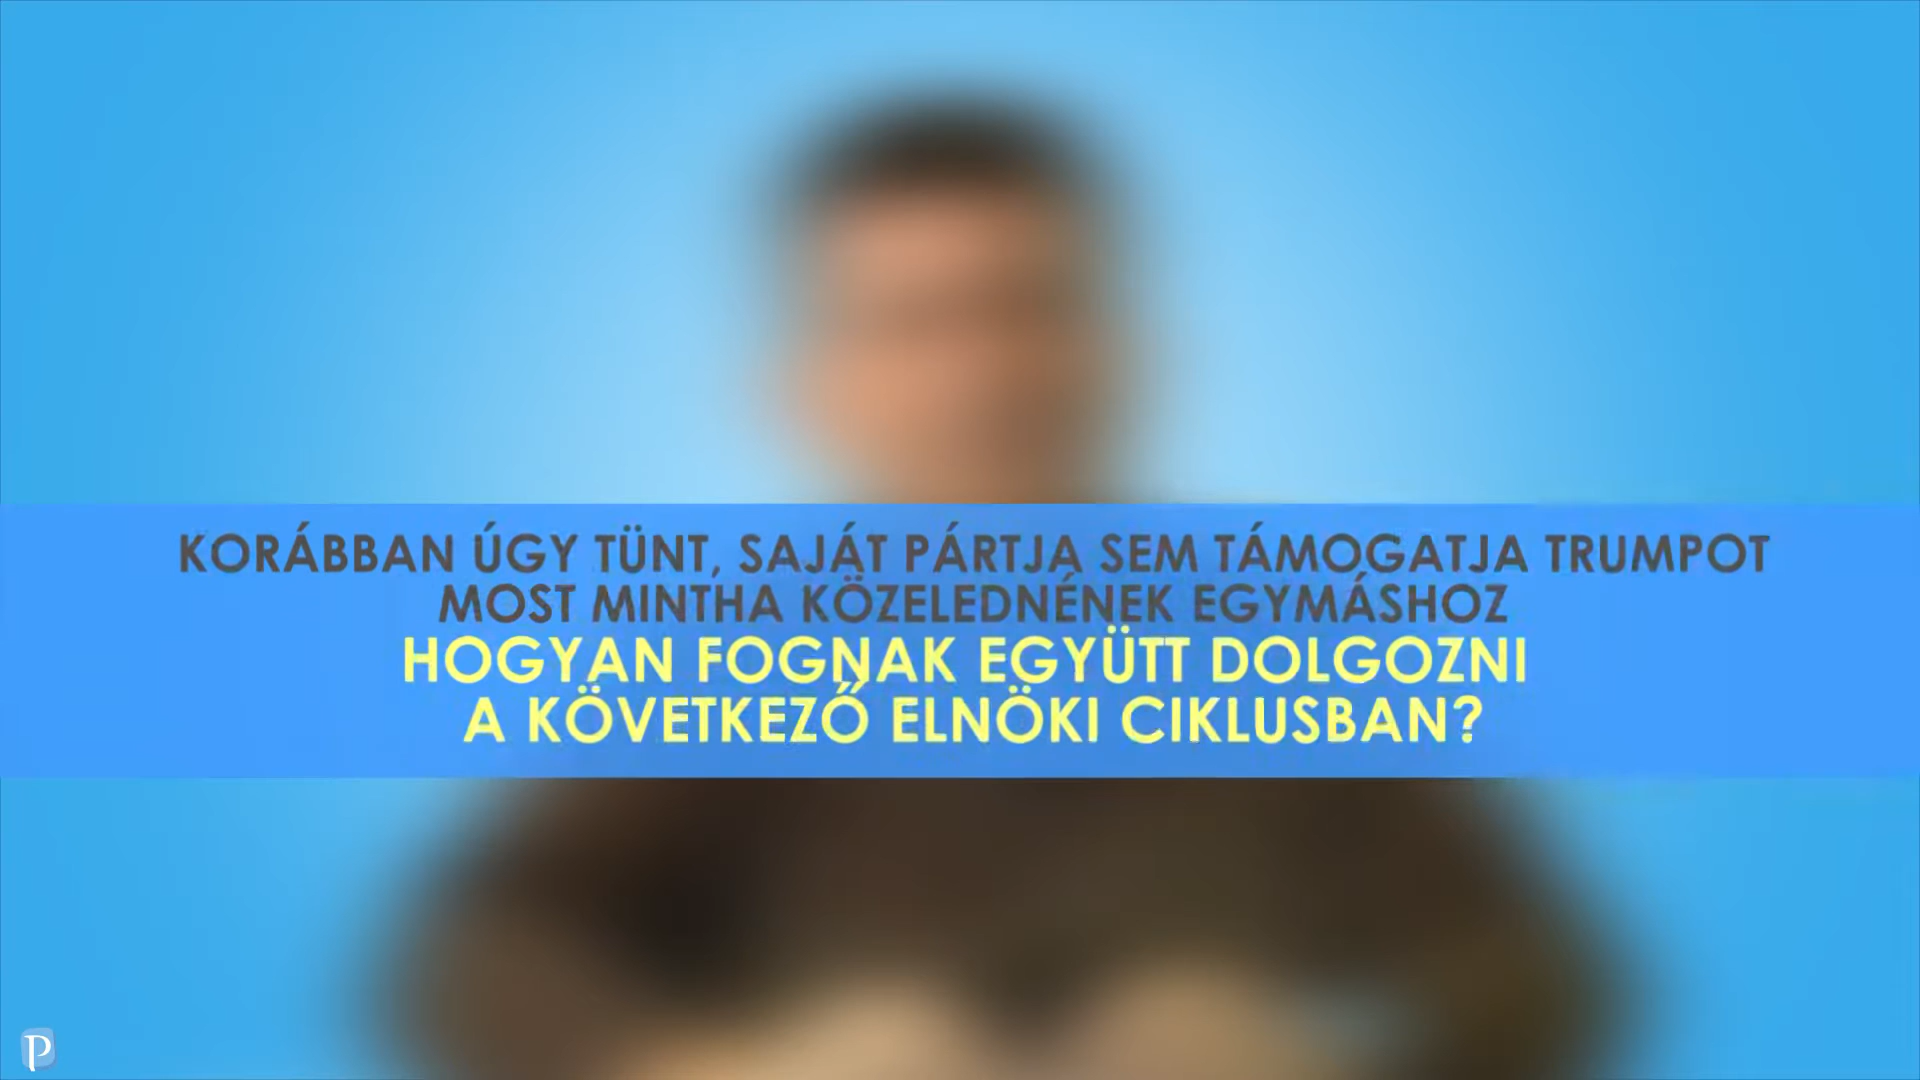 KORÁBBAN ÚGY TŰNT, SAJÁT PÁRTJA SEM TÁMOGATJA TRUMPOT
MOST MINTHA KÖZELEDNÉNEK EGYMÁSHOZ
HOGYAN FOGNAK EGYÜTT DOLGOZNI
A KÖVETKEZŐ ELNÖKI CIKLUSBAN?
P